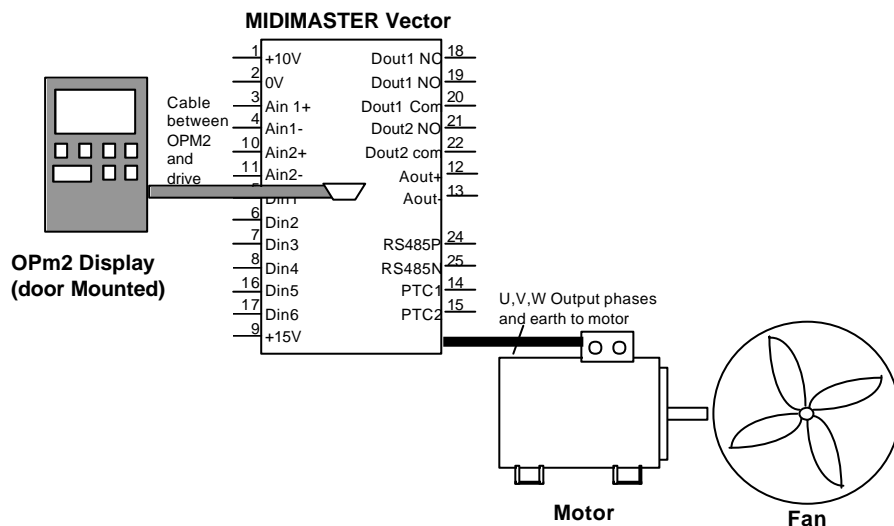 MIDIMASTER Vector
1 +10V
2 0V
3 Ain 1+
4 Ain1-
10 Ain2+
11 Ain2-
5 Din1
6 Din2
7 Din3
8 Din4
16 Din5
17 Din6
9 +15V
Dout1 NC 18
Dout1 NO 19
Dout1 Com 20
Dout2 NO 21
Dout2 com 22
Aout+ 12
Aout- 13
RS485P 24
RS485N 25
PTC1 14
PTC2 15
Cable
between
OPM2
and
drive
OPm2 Display
(door Mounted)
U,V,W Output phases
and earth to motor
Motor
Fan